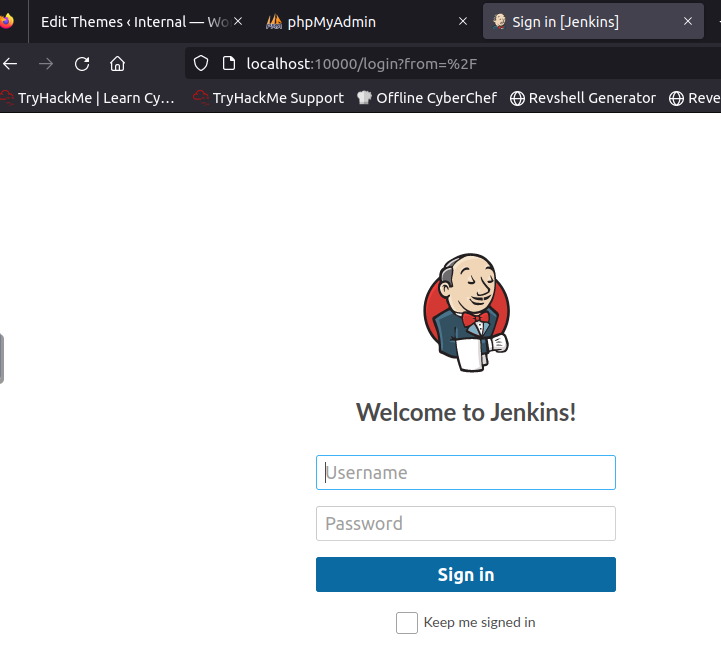 Edit Themes ‹ Internal — Wo
phpMyAdmin
Sign in [Jenkins]
localhost:10000/login?from=%2F
TryHackMe | Learn Cy…
TryHackMe Support
Offline CyberChef
Revshell Generator
Reve
Welcome to Jenkins!
Username
Password
Sign in
Keep me signed in